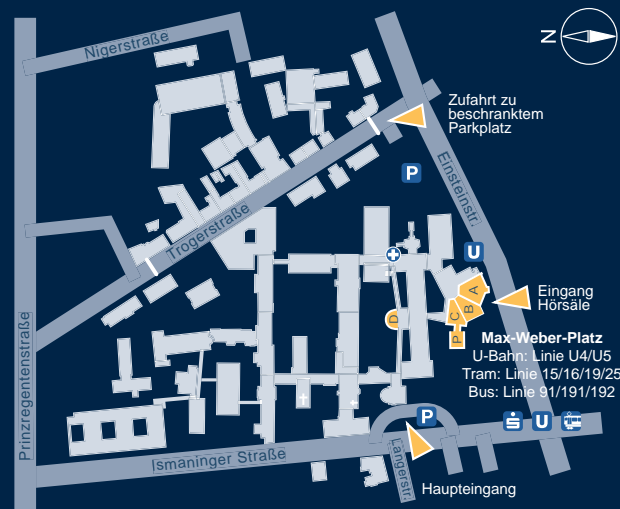 Nigerstraße
N
Zufahrt zu
beschranktem
Parkplatz
P
Einsteinstr.
Trogerstraße
U
A
B
C
P
D
Eingang
Hörsäle
Max-Weber-Platz
U-Bahn: Linie U4/U5
Tram: Linie 15/16/19/25
Bus: Linie 91/191/192
Prinzregentenstraße
P
S
U
Ismaninger Straße
Langerstr.
Haupteingang